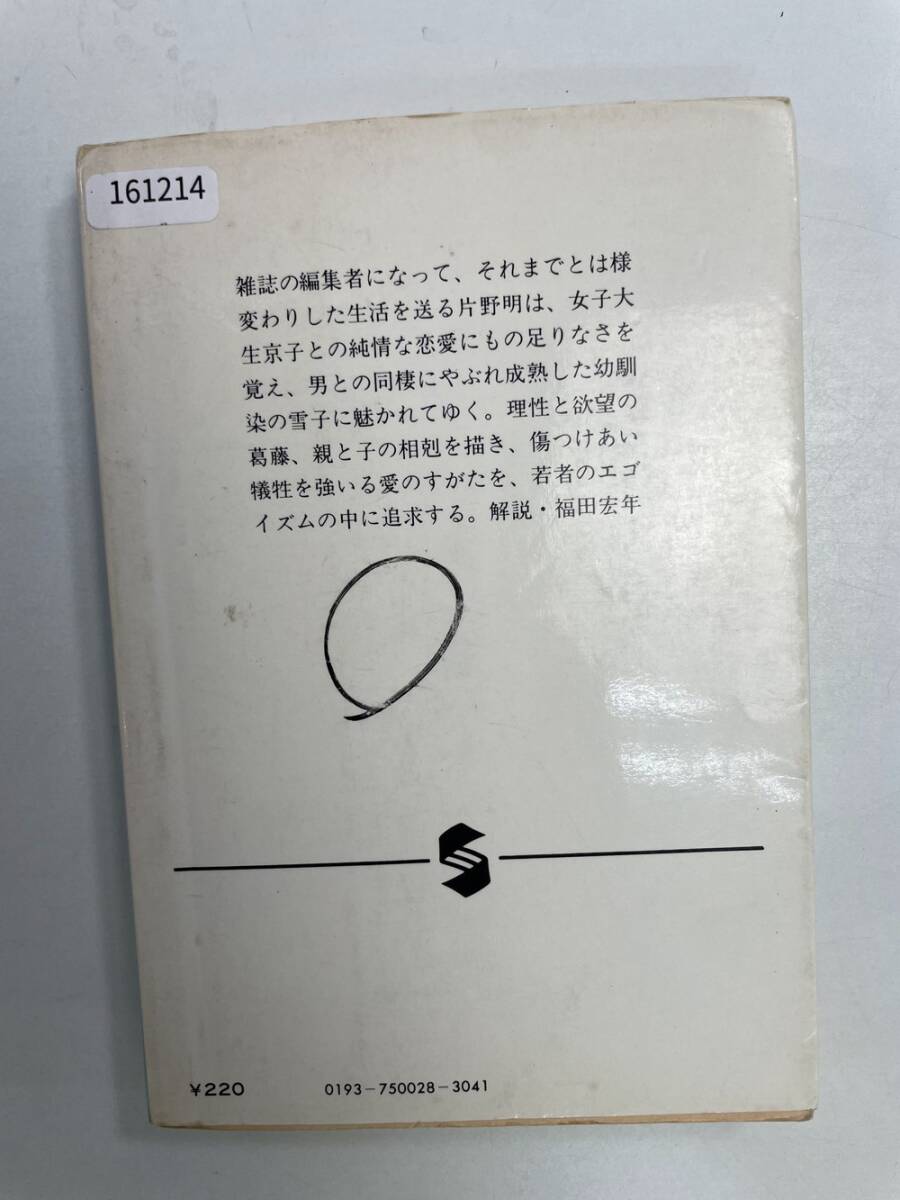 161214
雑誌の編集者になって、それまでとは様
変わりした生活を送る片野明は、女子大
生京子との純情な恋愛にもの足りなさを
覚え、男との同棲にやぶれ成熟した幼馴
染の雪子に魅かれてゆく。理性と欲望の
葛藤、親と子の相剋を描き、傷つけあい
犠牲を強いる愛のすがたを、若者のエゴ
イズムの中に追求する。解説・福田宏年
¥220 0193-750028-3041